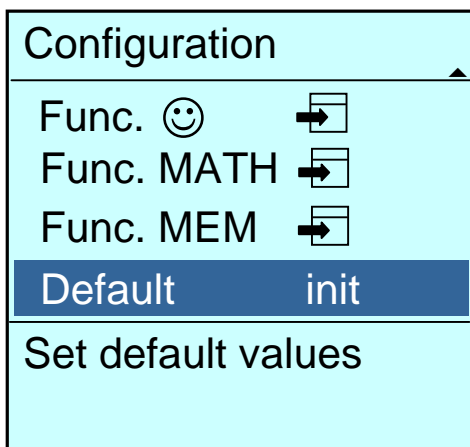 Configuration
Func. ☺
Func. MATH
Func. MEM
Default init
Set default values